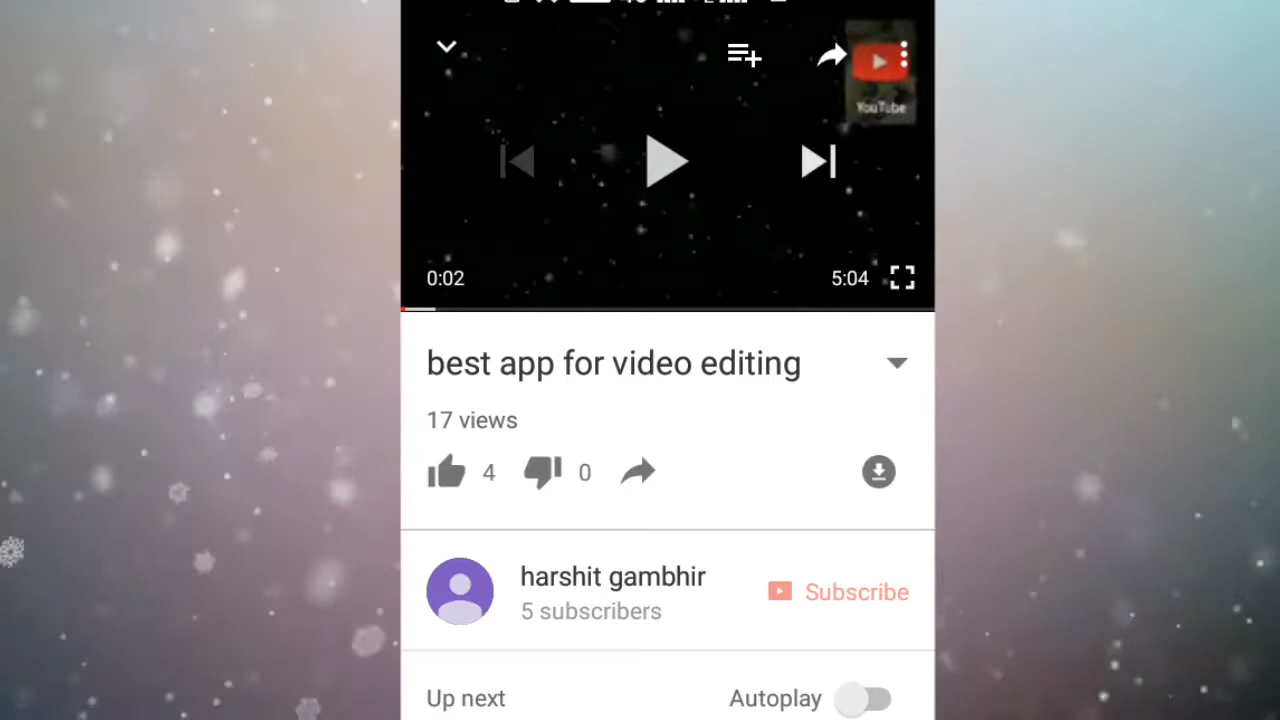 YouTube
0:02 5:04
best app for video editing
17 views
4 0
harshit gambhir
5 subscribers
Subscribe
Up next Autoplay